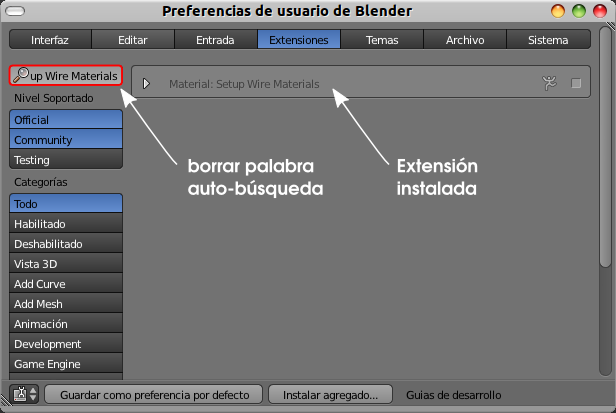 Preferencias de usuario de Blender
Interfaz Editar Entrada Extensiones Temas Archivo Sistema
up Wire Materials
Material: Setup Wire Materials
Nivel Soportado
Official
Community
Testing
borrar palabra
auto-búsqueda
Extensión
instalada
Categorías
Todo
Habilitado
Deshabilitado
Vista 3D
Add Curve
Add Mesh
Animación
Development
Game Engine
Guardar como preferencia por defecto Instalar agregado... Guias de desarrollo